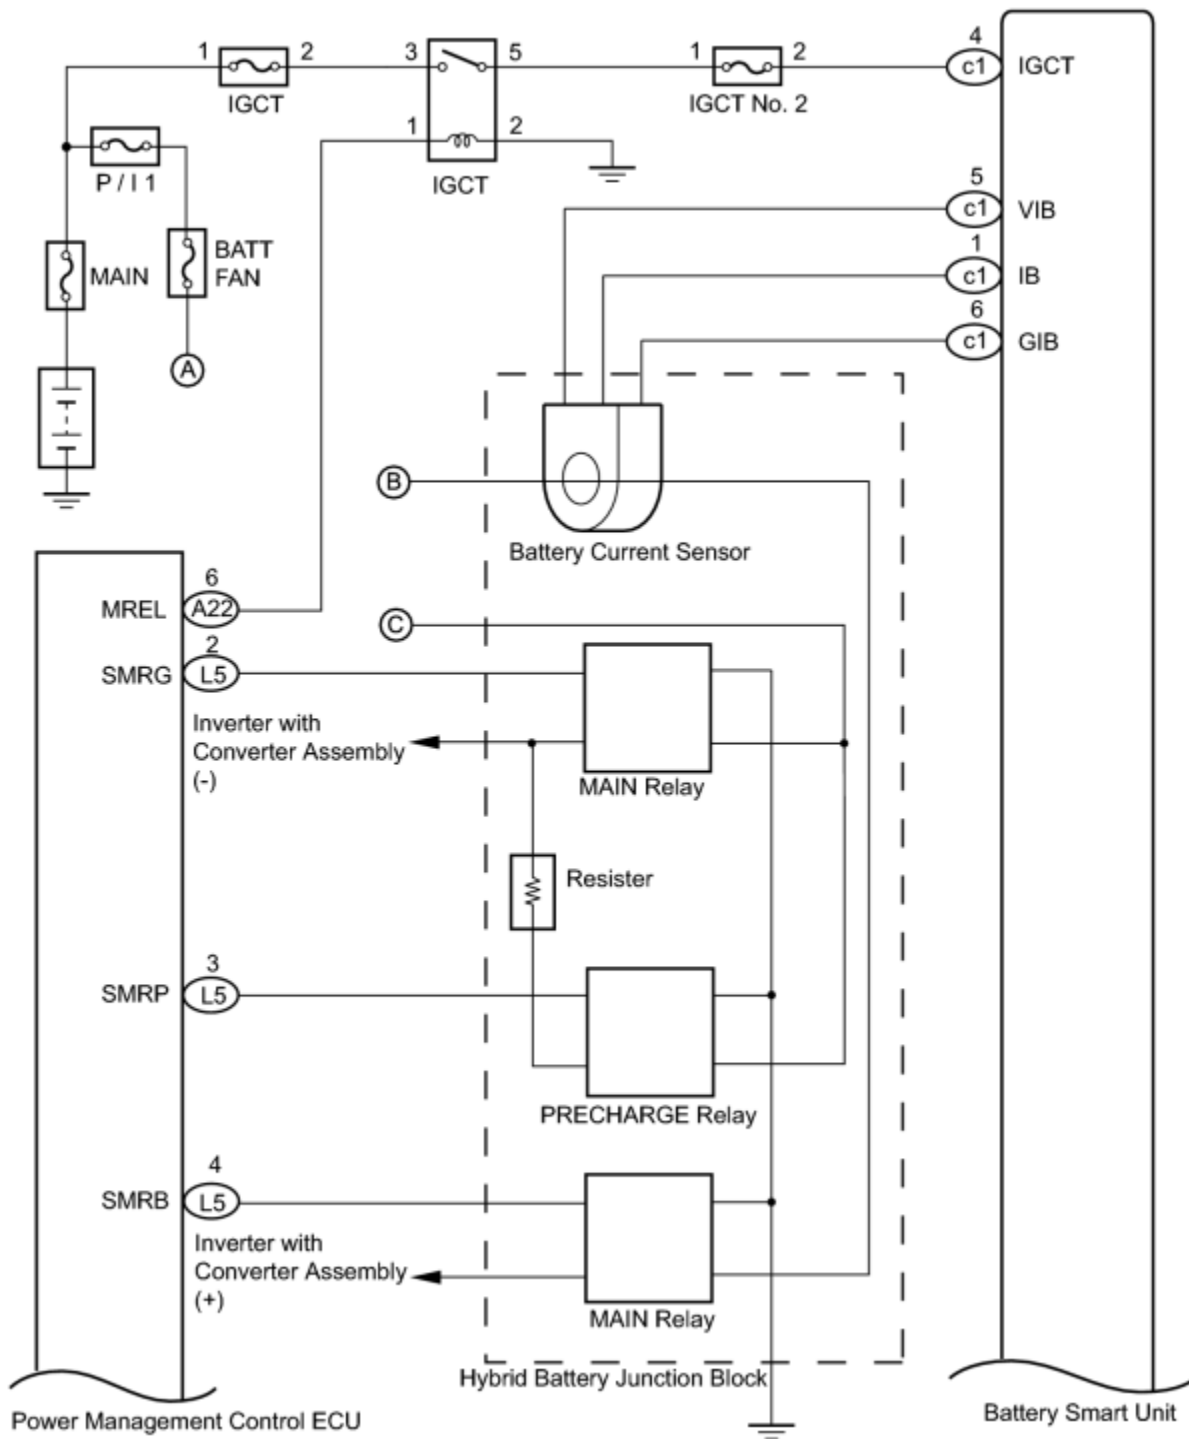 4
1 2 3 5 1 2 c1 IGCT
IGCT IGCT No. 2
1 2
P / I 1 IGCT
5
c1 VIB
BATT
FAN
MAIN
1
c1 IB
6
c1 GIB
A
B
Battery Current Sensor
6
MREL A22
C
2
SMRG L5
Inverter with
Converter Assembly
(-)
MAIN Relay
Resister
3
SMRP L5
PRECHARGE Relay
4
SMRB L5
Inverter with
Converter Assembly
(+)
MAIN Relay
Hybrid Battery Junction Block
Power Management Control ECU
Battery Smart Unit